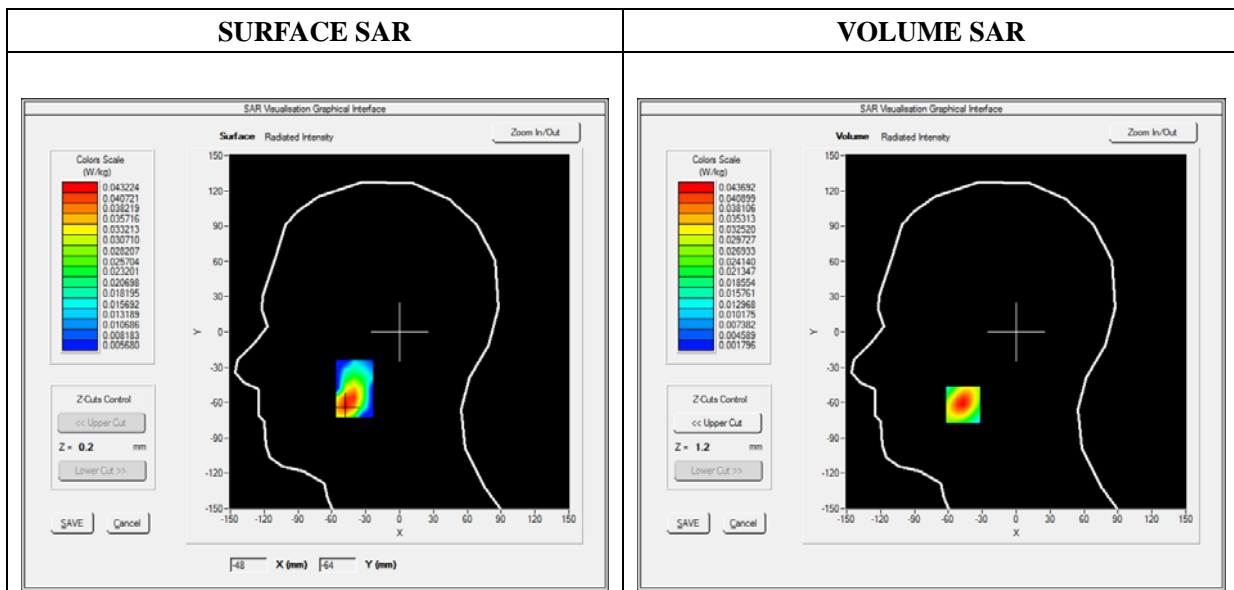 SURFACE SAR
VOLUME SAR
SAR Visualisation Graphical Interface
Surface Radiated Intensity
Zoom In/Out
Colors Scale
(W/kg)
0.043224
0.040721
0.038219
0.035716
0.033213
0.030710
0.028207
0.025704
0.023201
0.020698
0.018195
0.015692
0.013189
0.010686
0.008183
0.005680
Z-Cuts Control
<< Upper Cut
Z = 0.2 mm
Lower Cut >>
SAVE Cancel
150
120
90
60
30
0
-30
-60
-90
-120
-150
Y
-150 -120 -90 -60 -30 0 30 60 90 120 150
X
-48 X (mm) -64 Y (mm)
SAR Visualisation Graphical Interface
Volume Radiated Intensity
Zoom In/Out
Colors Scale
(W/kg)
0.043692
0.040899
0.038106
0.035313
0.032520
0.029727
0.026933
0.024140
0.021347
0.018554
0.015761
0.012968
0.010175
0.007382
0.004589
0.001796
Z-Cuts Control
<< Upper Cut
Z = 1.2 mm
Lower Cut >>
SAVE Cancel
150
120
90
60
30
0
-30
-60
-90
-120
-150
Y
-150 -120 -90 -60 -30 0 30 60 90 120 150
X